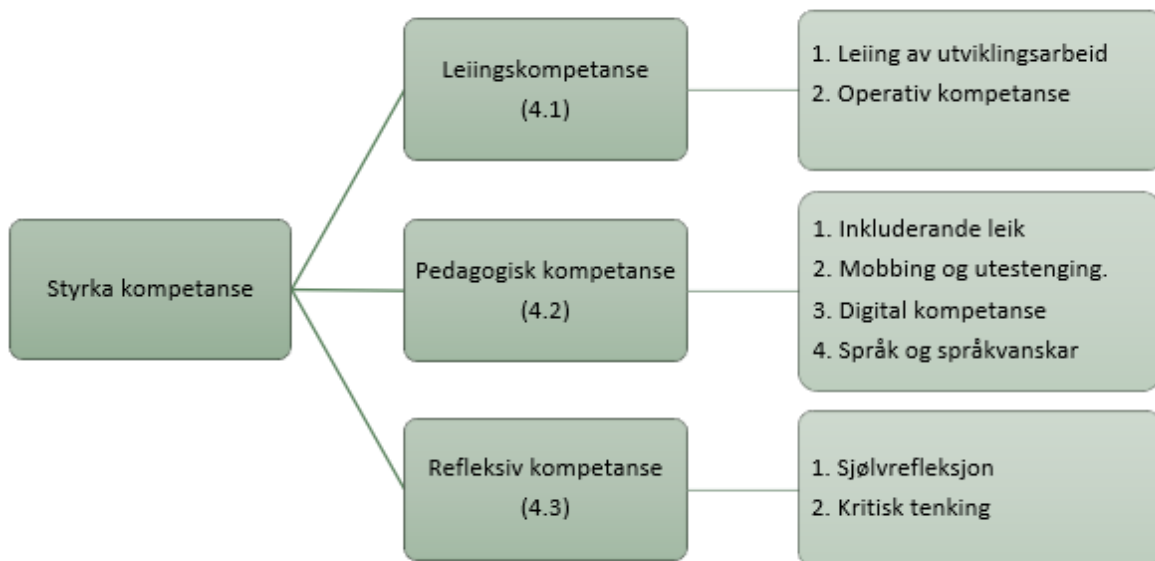 Styrka kompetanse
Leiingskompetanse
(4.1)
1. Leiing av utviklingsarbeid
2. Operativ kompetanse
Pedagogisk kompetanse
(4.2)
1. Inkluderande leik
2. Mobbing og utestenging.
3. Digital kompetanse
4. Språk og språkvanskar
Refleksiv kompetanse
(4.3)
1. Sjølvrefleksjon
2. Kritisk tenking